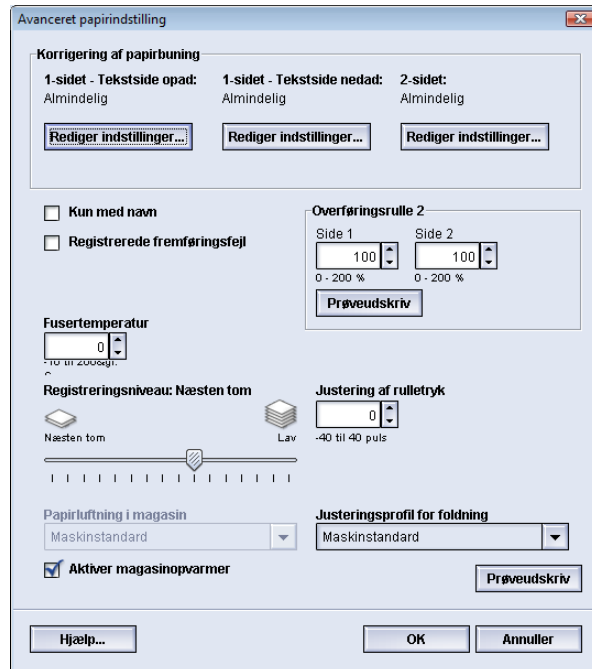 Avanceret papirindstilling
Korrigering af papirbuning
1-sidet - Tekstside opad: 1-sidet - Tekstside nedad: 2-sidet:
Almindelig Almindelig Almindelig
Rediger indstillinger... Rediger indstillinger... Rediger indstillinger...
Kun med navn
Registrerede fremføringsfejl
Overføringsrulle 2
Side 1 Side 2
100 100
0 - 200 % 0 - 200 %
Prøveudskriv
Fusertemperatur
0
Registreringsniveau: Næsten tom
Næsten tom Lav
Justering af rulletryk
0
-40 til 40 puls
Papirluftning i magasin
Maskinstandard
Justeringsprofil for foldning
Maskinstandard
Aktiver magasinopvarmer
Prøveudskriv
Hjælp... OK Annuller